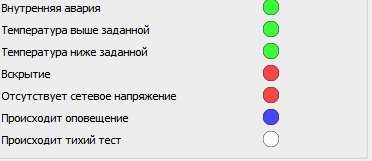 Внутренняя авария
Температура выше заданной
Температура ниже заданной
Вскрытие
Отсутствует сетевое напряжение
Происходит оповещение
Происходит тихий тест